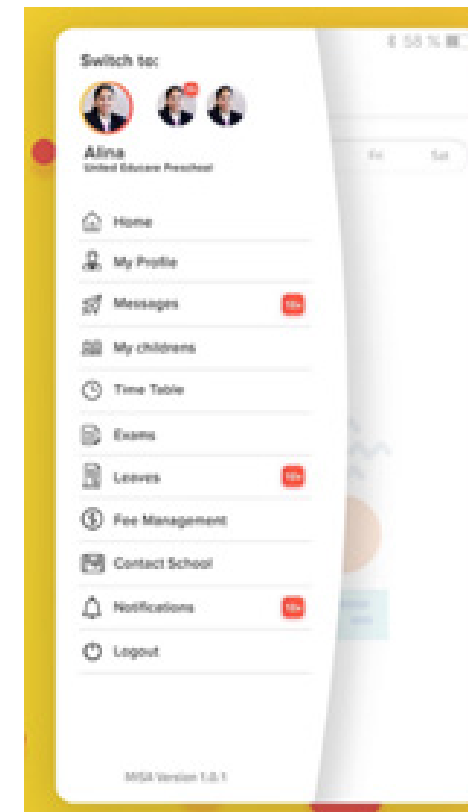 58 %
Switch to:
Alina
United Educare Preschool
Fri Sat
Home
My Profile
Messages 10+
My childrens
Time Table
Exams
Leaves 10+
Fee Management
Contact School
Notifications 10+
Logout
MISA Version 1.0.1